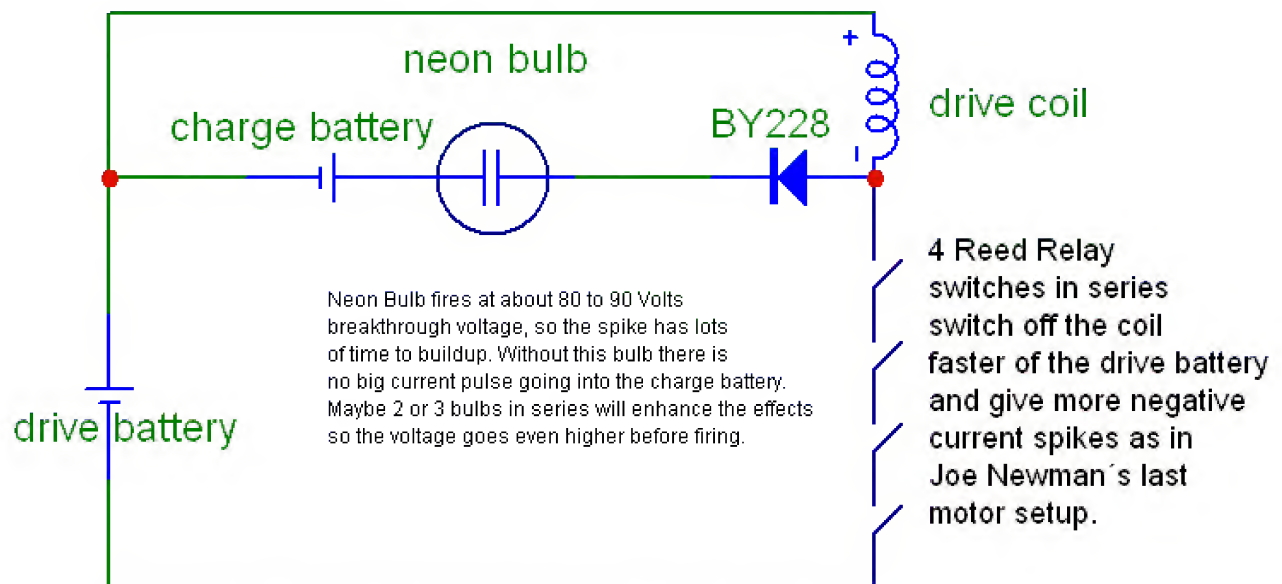 neon bulb
charge battery
BY228
+
-
drive coil
drive battery
Neon Bulb fires at about 80 to 90 Volts
breakthrough voltage, so the spike has lots
of time to buildup. Without this bulb there is
no big current pulse going into the charge battery.
Maybe 2 or 3 bulbs in series will enhance the effects
so the voltage goes even higher before firing.
4 Reed Relay
switches in series
switch off the coil
faster of the drive battery
and give more negative
current spikes as in
Joe Newman´s last
motor setup.